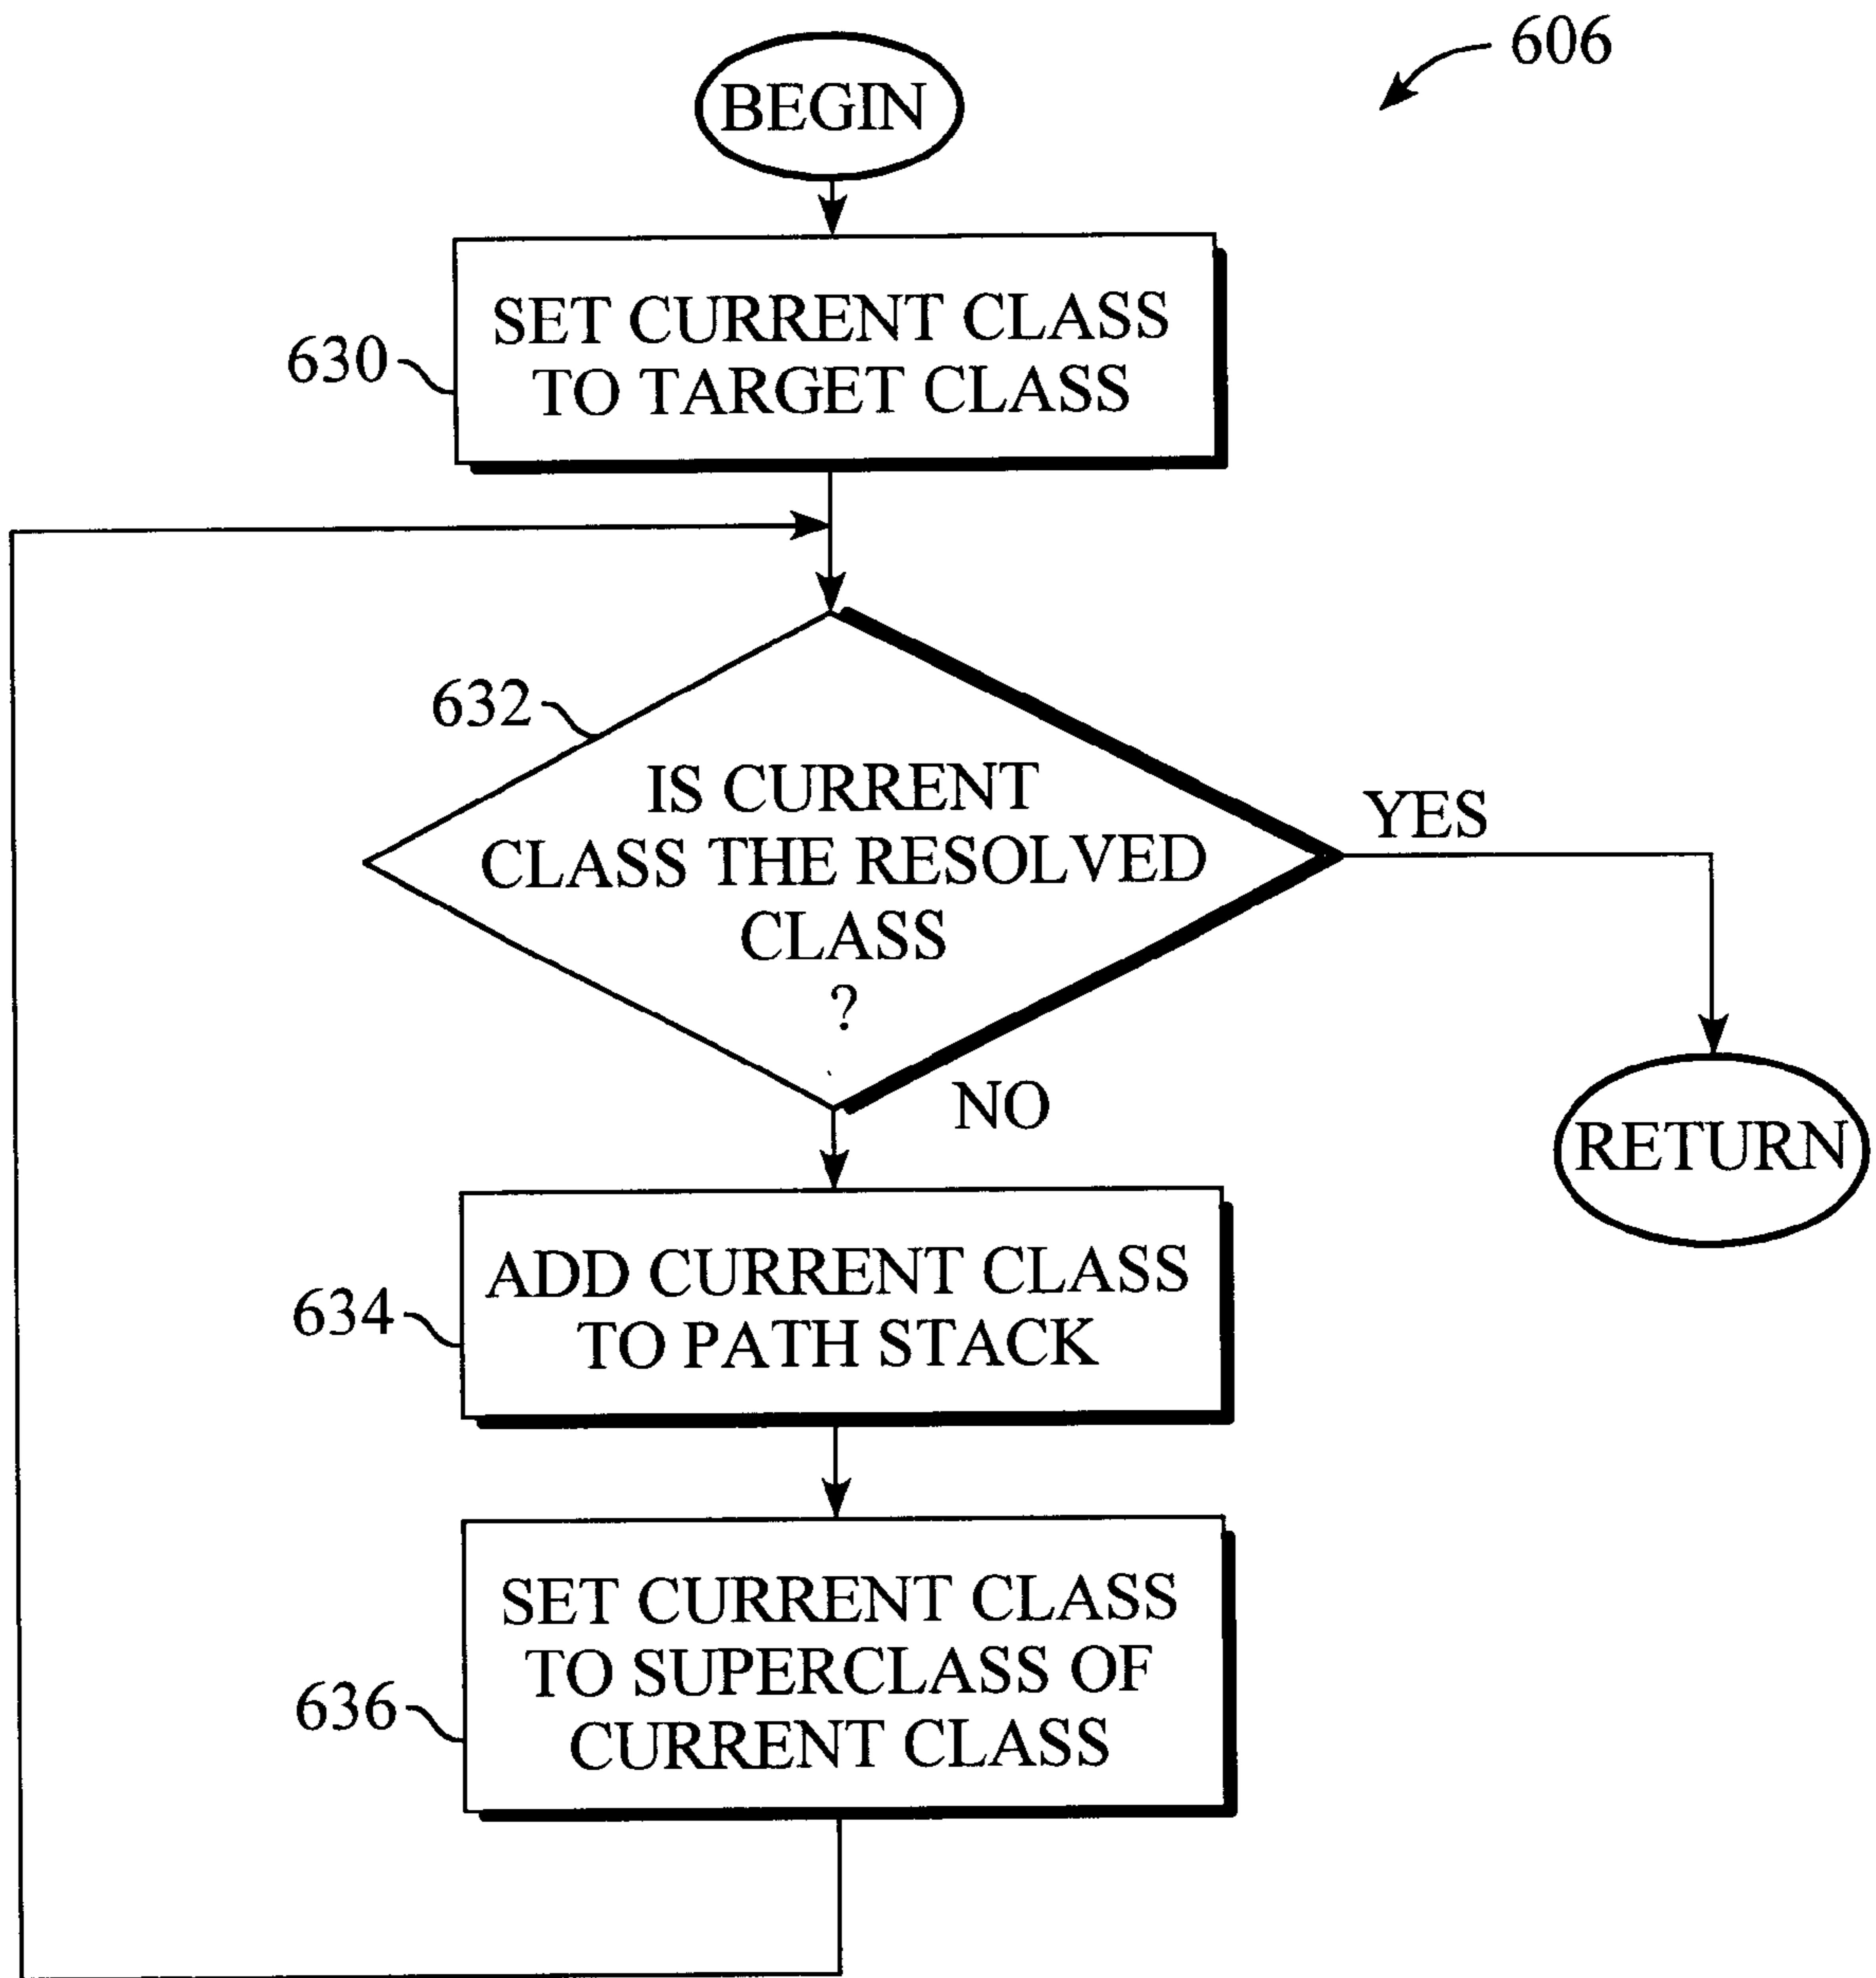 606
BEGIN
630
SET CURRENT CLASS
TO TARGET CLASS
632
IS CURRENT
CLASS THE RESOLVED
CLASS
?
YES
NO
RETURN
634
ADD CURRENT CLASS
TO PATH STACK
636
SET CURRENT CLASS
TO SUPERCLASS OF
CURRENT CLASS